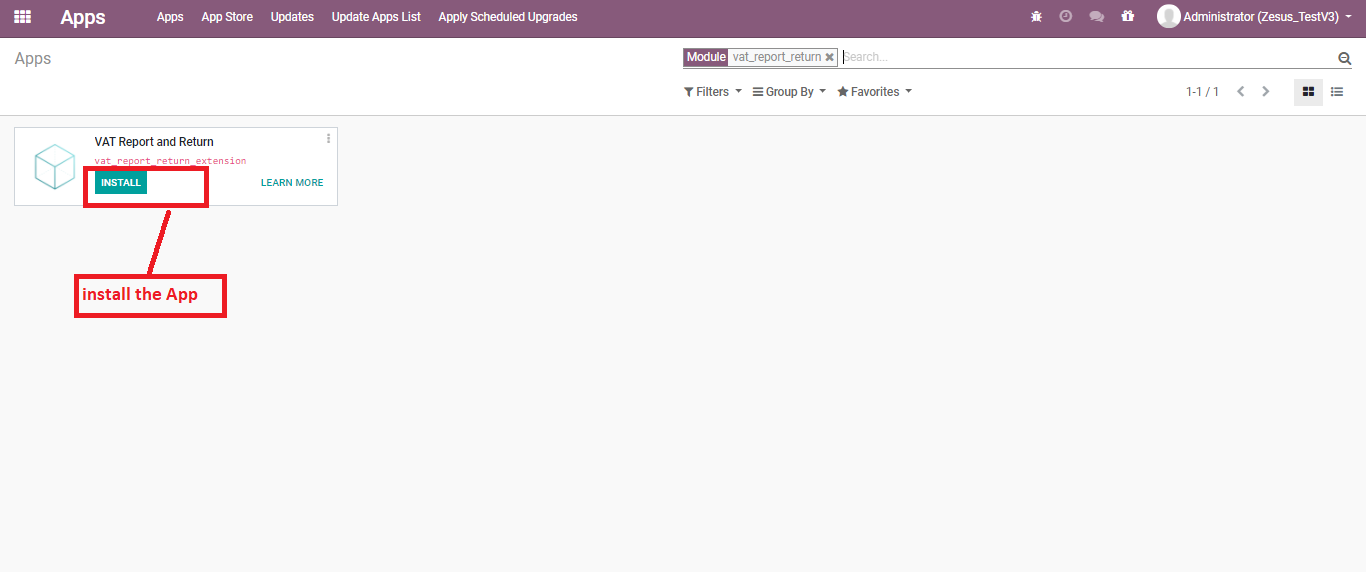 Apps Apps App Store Updates Update Apps List Apply Scheduled Upgrades Administrator (Zesus_TestV3)
Apps Module vat_report_return Search...
Filters Group By Favorites 1-1 / 1
VAT Report and Return
vat_report_return_extension
INSTALL LEARN MORE
install the App